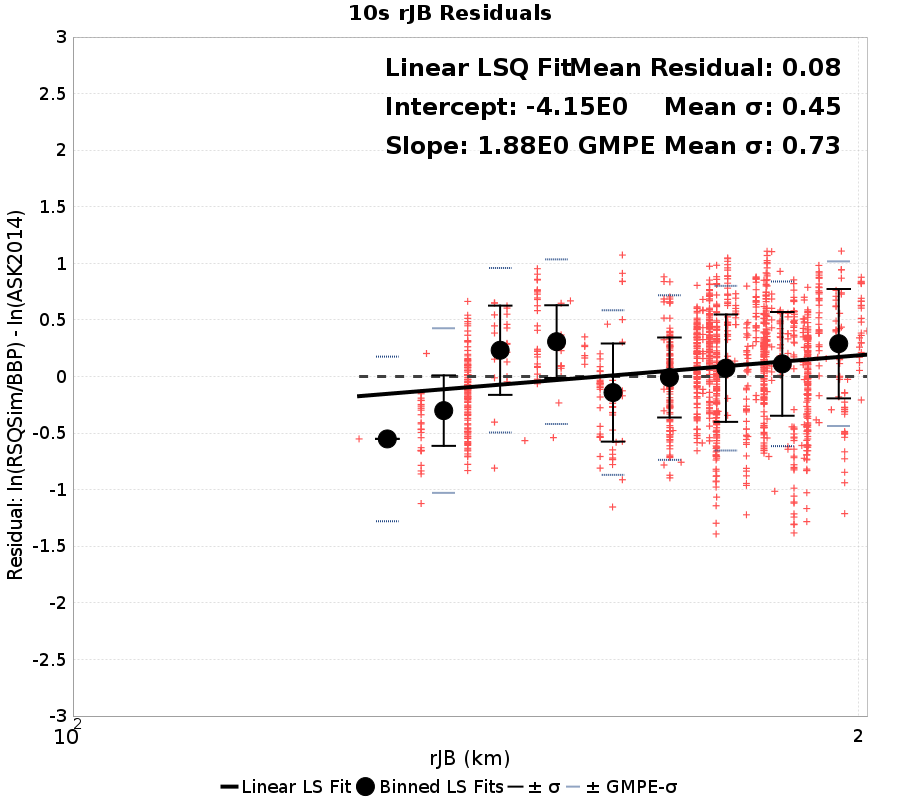 10s rJB Residuals
Linear LSQ Fit Mean Residual: 0.08
Intercept: -4.15E0 Mean σ: 0.45
Slope: 1.88E0 GMPE Mean σ: 0.73
Residual: ln(RSQSim/BBP) - ln(ASK2014)
3
2.5
2
1.5
1
0.5
0
-0.5
-1
-1.5
-2
-2.5
-3
10^2
2
rJB (km)
Linear LS Fit Binned LS Fits ± σ ± GMPE-σ